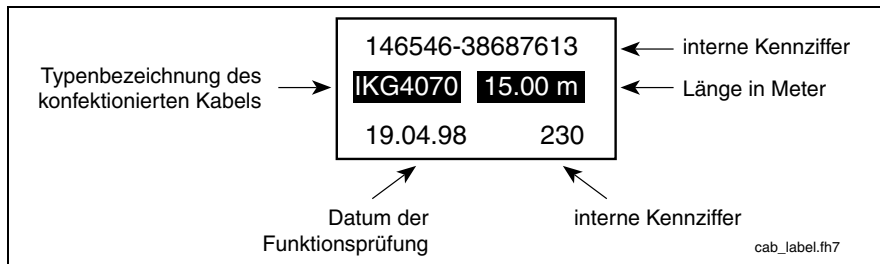 146546-38687613
interne Kennziffer
Typenbezeichnung des
konfektionierten Kabels
IKG4070 15.00 m
Länge in Meter
19.04.98 230
Datum der
Funktionsprüfung
interne Kennziffer
cab_label.fh7